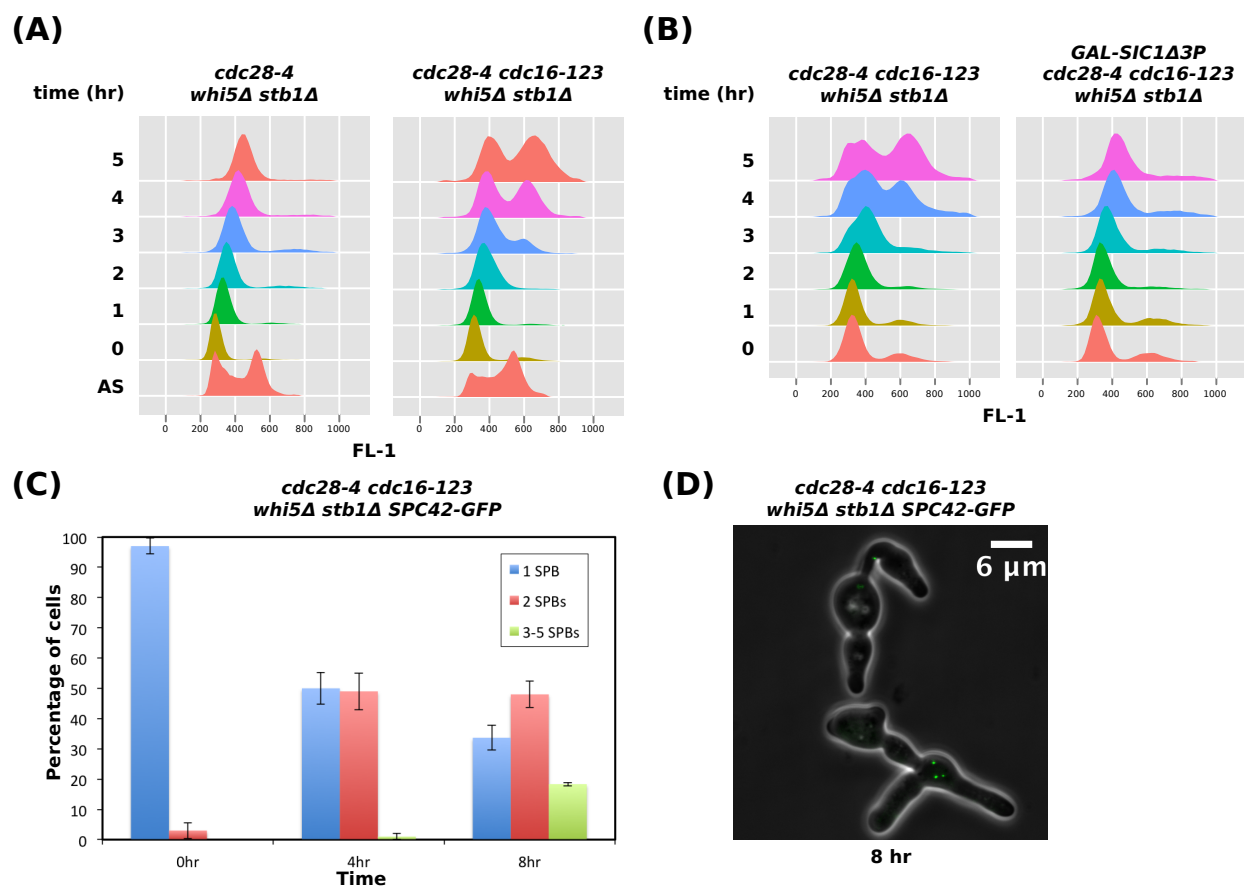 (A)
cdc28-4
whi5Δ stb1Δ
cdc28-4 cdc16-123
whi5Δ stb1Δ
time (hr)
5
4
3
2
1
0
AS
0 200 400 600 800 1000
0 200 400 600 800 1000
FL-1
(B)
cdc28-4 cdc16-123
whi5Δ stb1Δ
GAL-SIC1Δ3P
cdc28-4 cdc16-123
whi5Δ stb1Δ
time (hr)
5
4
3
2
1
0
0 200 400 600 800 1000
0 200 400 600 800 1000
FL-1
(C)
cdc28-4 cdc16-123
whi5Δ stb1Δ SPC42-GFP
Percentage of cells
100
90
80
70
60
50
40
30
20
10
0
1 SPB
2 SPBs
3-5 SPBs
0hr 4hr 8hr
Time
(D)
cdc28-4 cdc16-123
whi5Δ stb1Δ SPC42-GFP
6 μm
8 hr